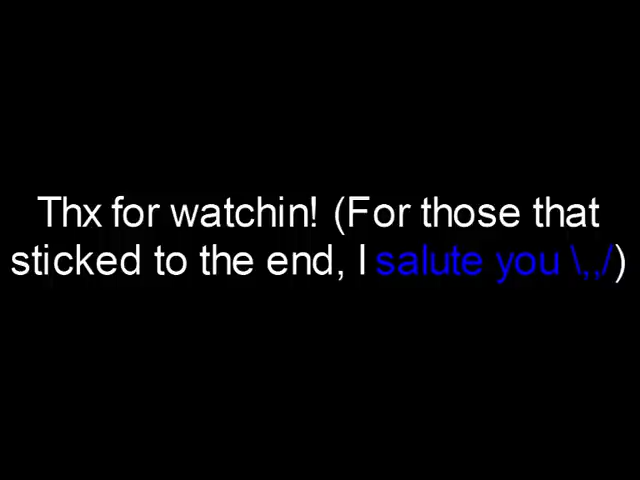 Thx for watchin! (For those that
sticked to the end, I salute you \,,/)